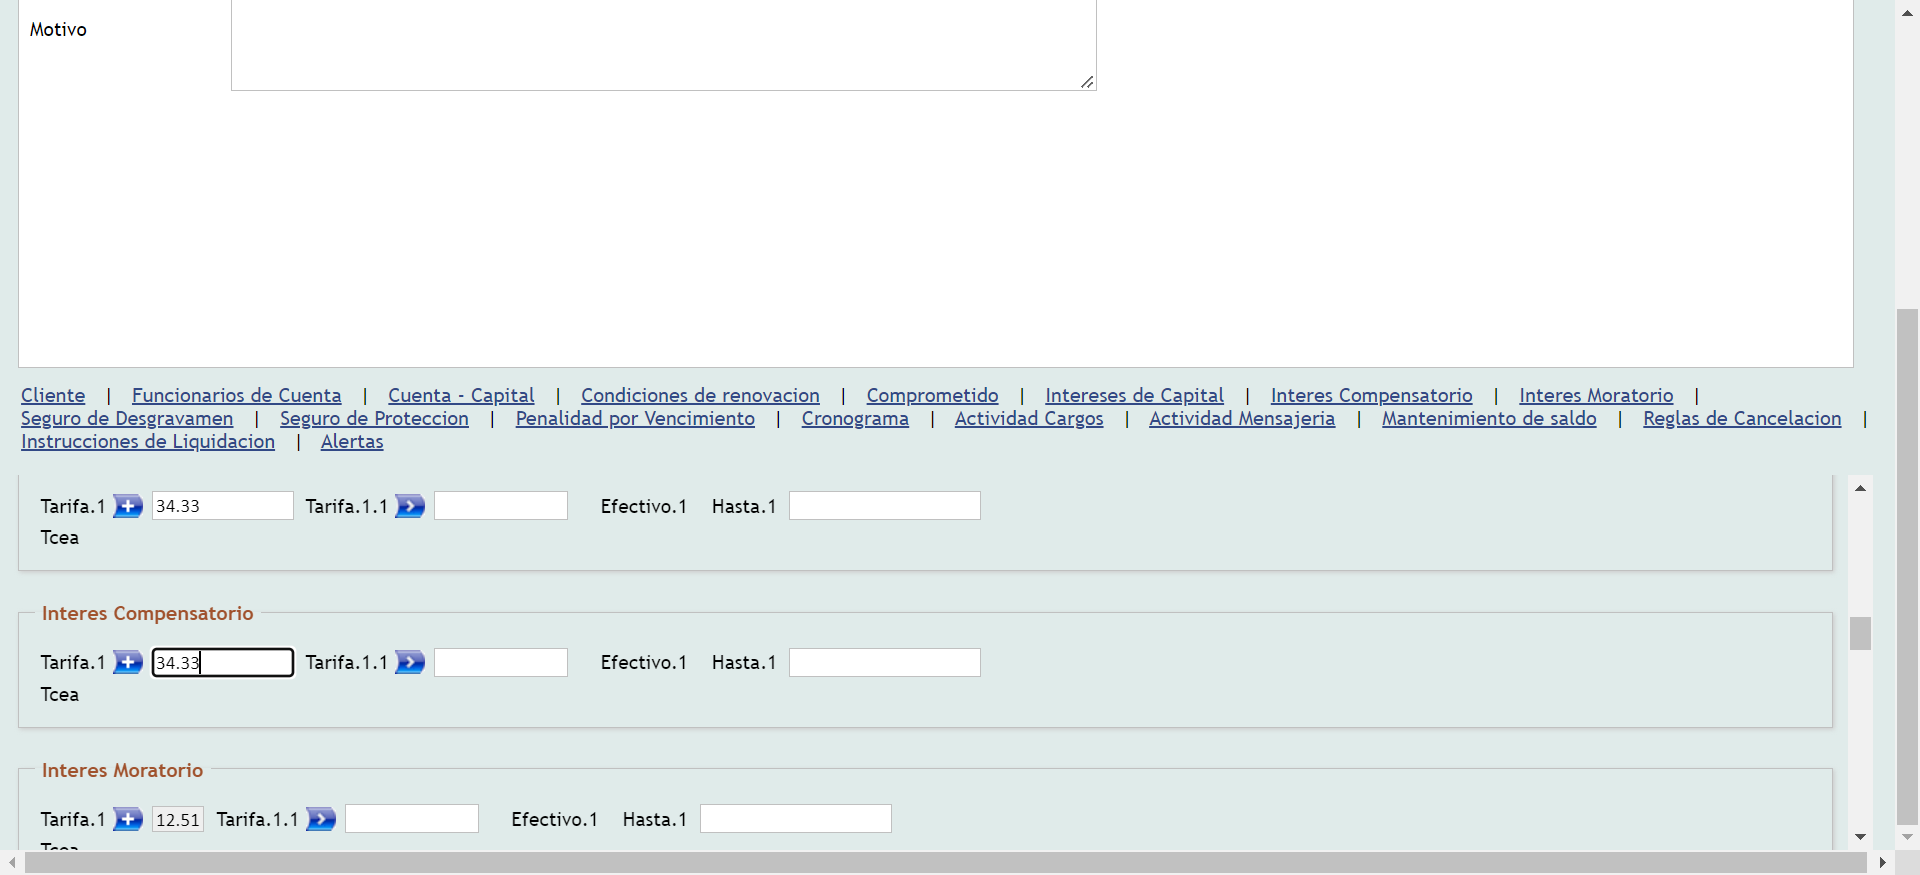 Motivo
Cliente | Funcionarios de Cuenta | Cuenta - Capital | Condiciones de renovacion | Comprometido | Intereses de Capital | Interes Compensatorio | Interes Moratorio |
Seguro de Desgravamen | Seguro de Proteccion | Penalidad por Vencimiento | Cronograma | Actividad Cargos | Actividad Mensajeria | Mantenimiento de saldo | Reglas de Cancelacion |
Instrucciones de Liquidacion | Alertas
Tarifa.1 34.33 Tarifa.1.1 Efectivo.1 Hasta.1
Tcea
Interes Compensatorio
Tarifa.1 34.33 Tarifa.1.1 Efectivo.1 Hasta.1
Tcea
Interes Moratorio
Tarifa.1 12.51 Tarifa.1.1 Efectivo.1 Hasta.1
Tcea